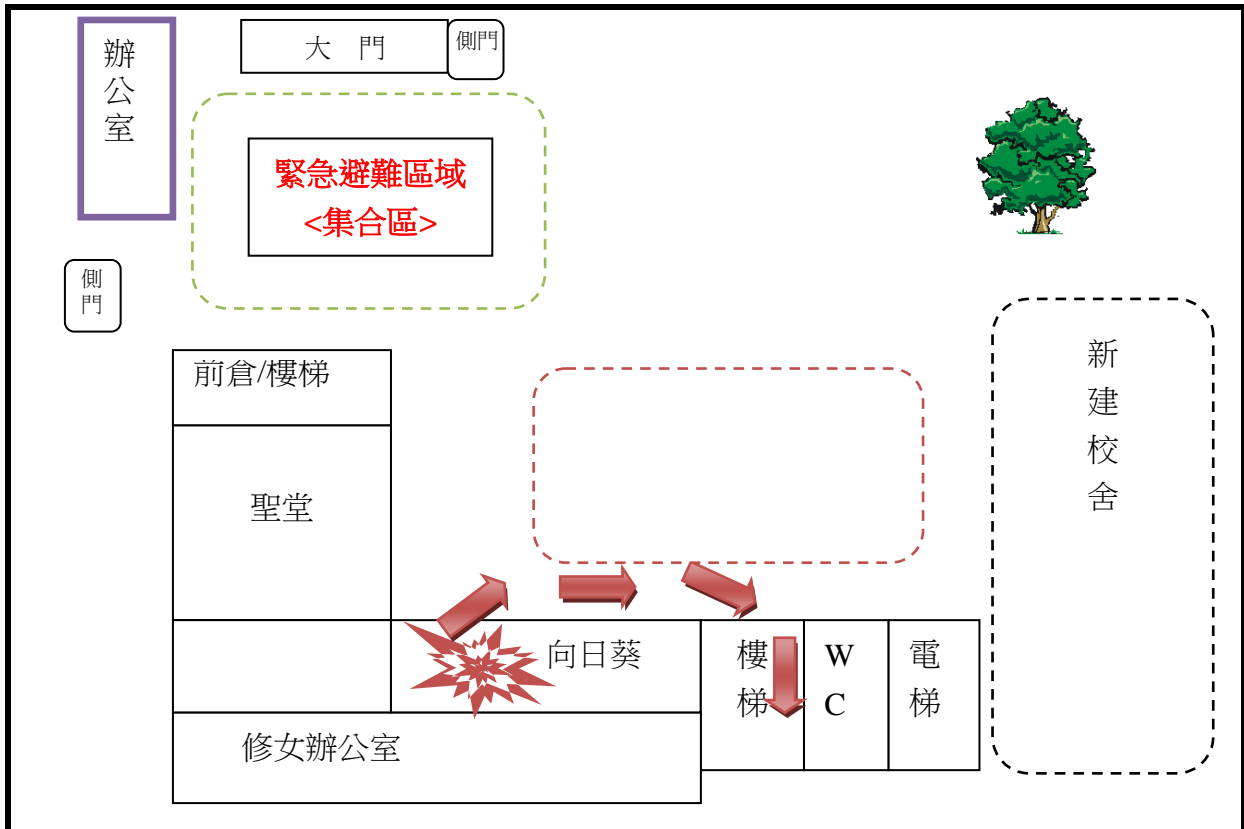 辦公室
大 門
側門
緊急避難區域
<集合區>
側門
前倉/樓梯
聖堂
新建校舍
向日葵
樓梯
WC
電梯
修女辦公室